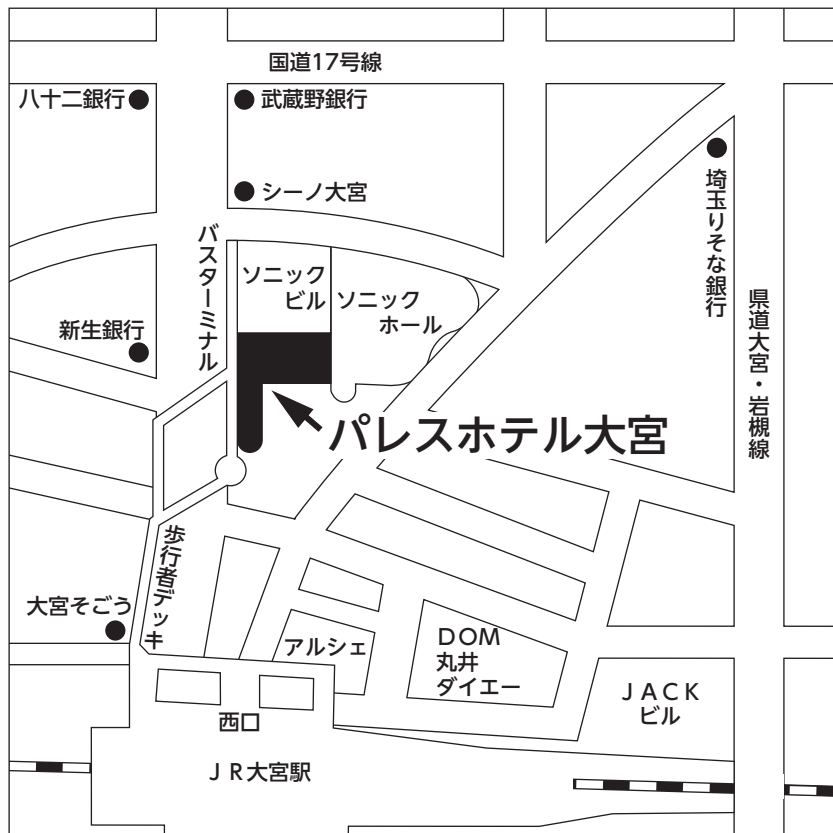 国道17号線
八十二銀行
武蔵野銀行
シーノ大宮
埼玉りそな銀行
バスターミナル
ソニック
ビル
ソニック
ホール
新生銀行
県道大宮・岩槻線
パレスホテル大宮
歩行者デッキ
大宮そごう
アルシェ
DOM
丸井
ダイエー
JACK
ビル
西口
JR大宮駅